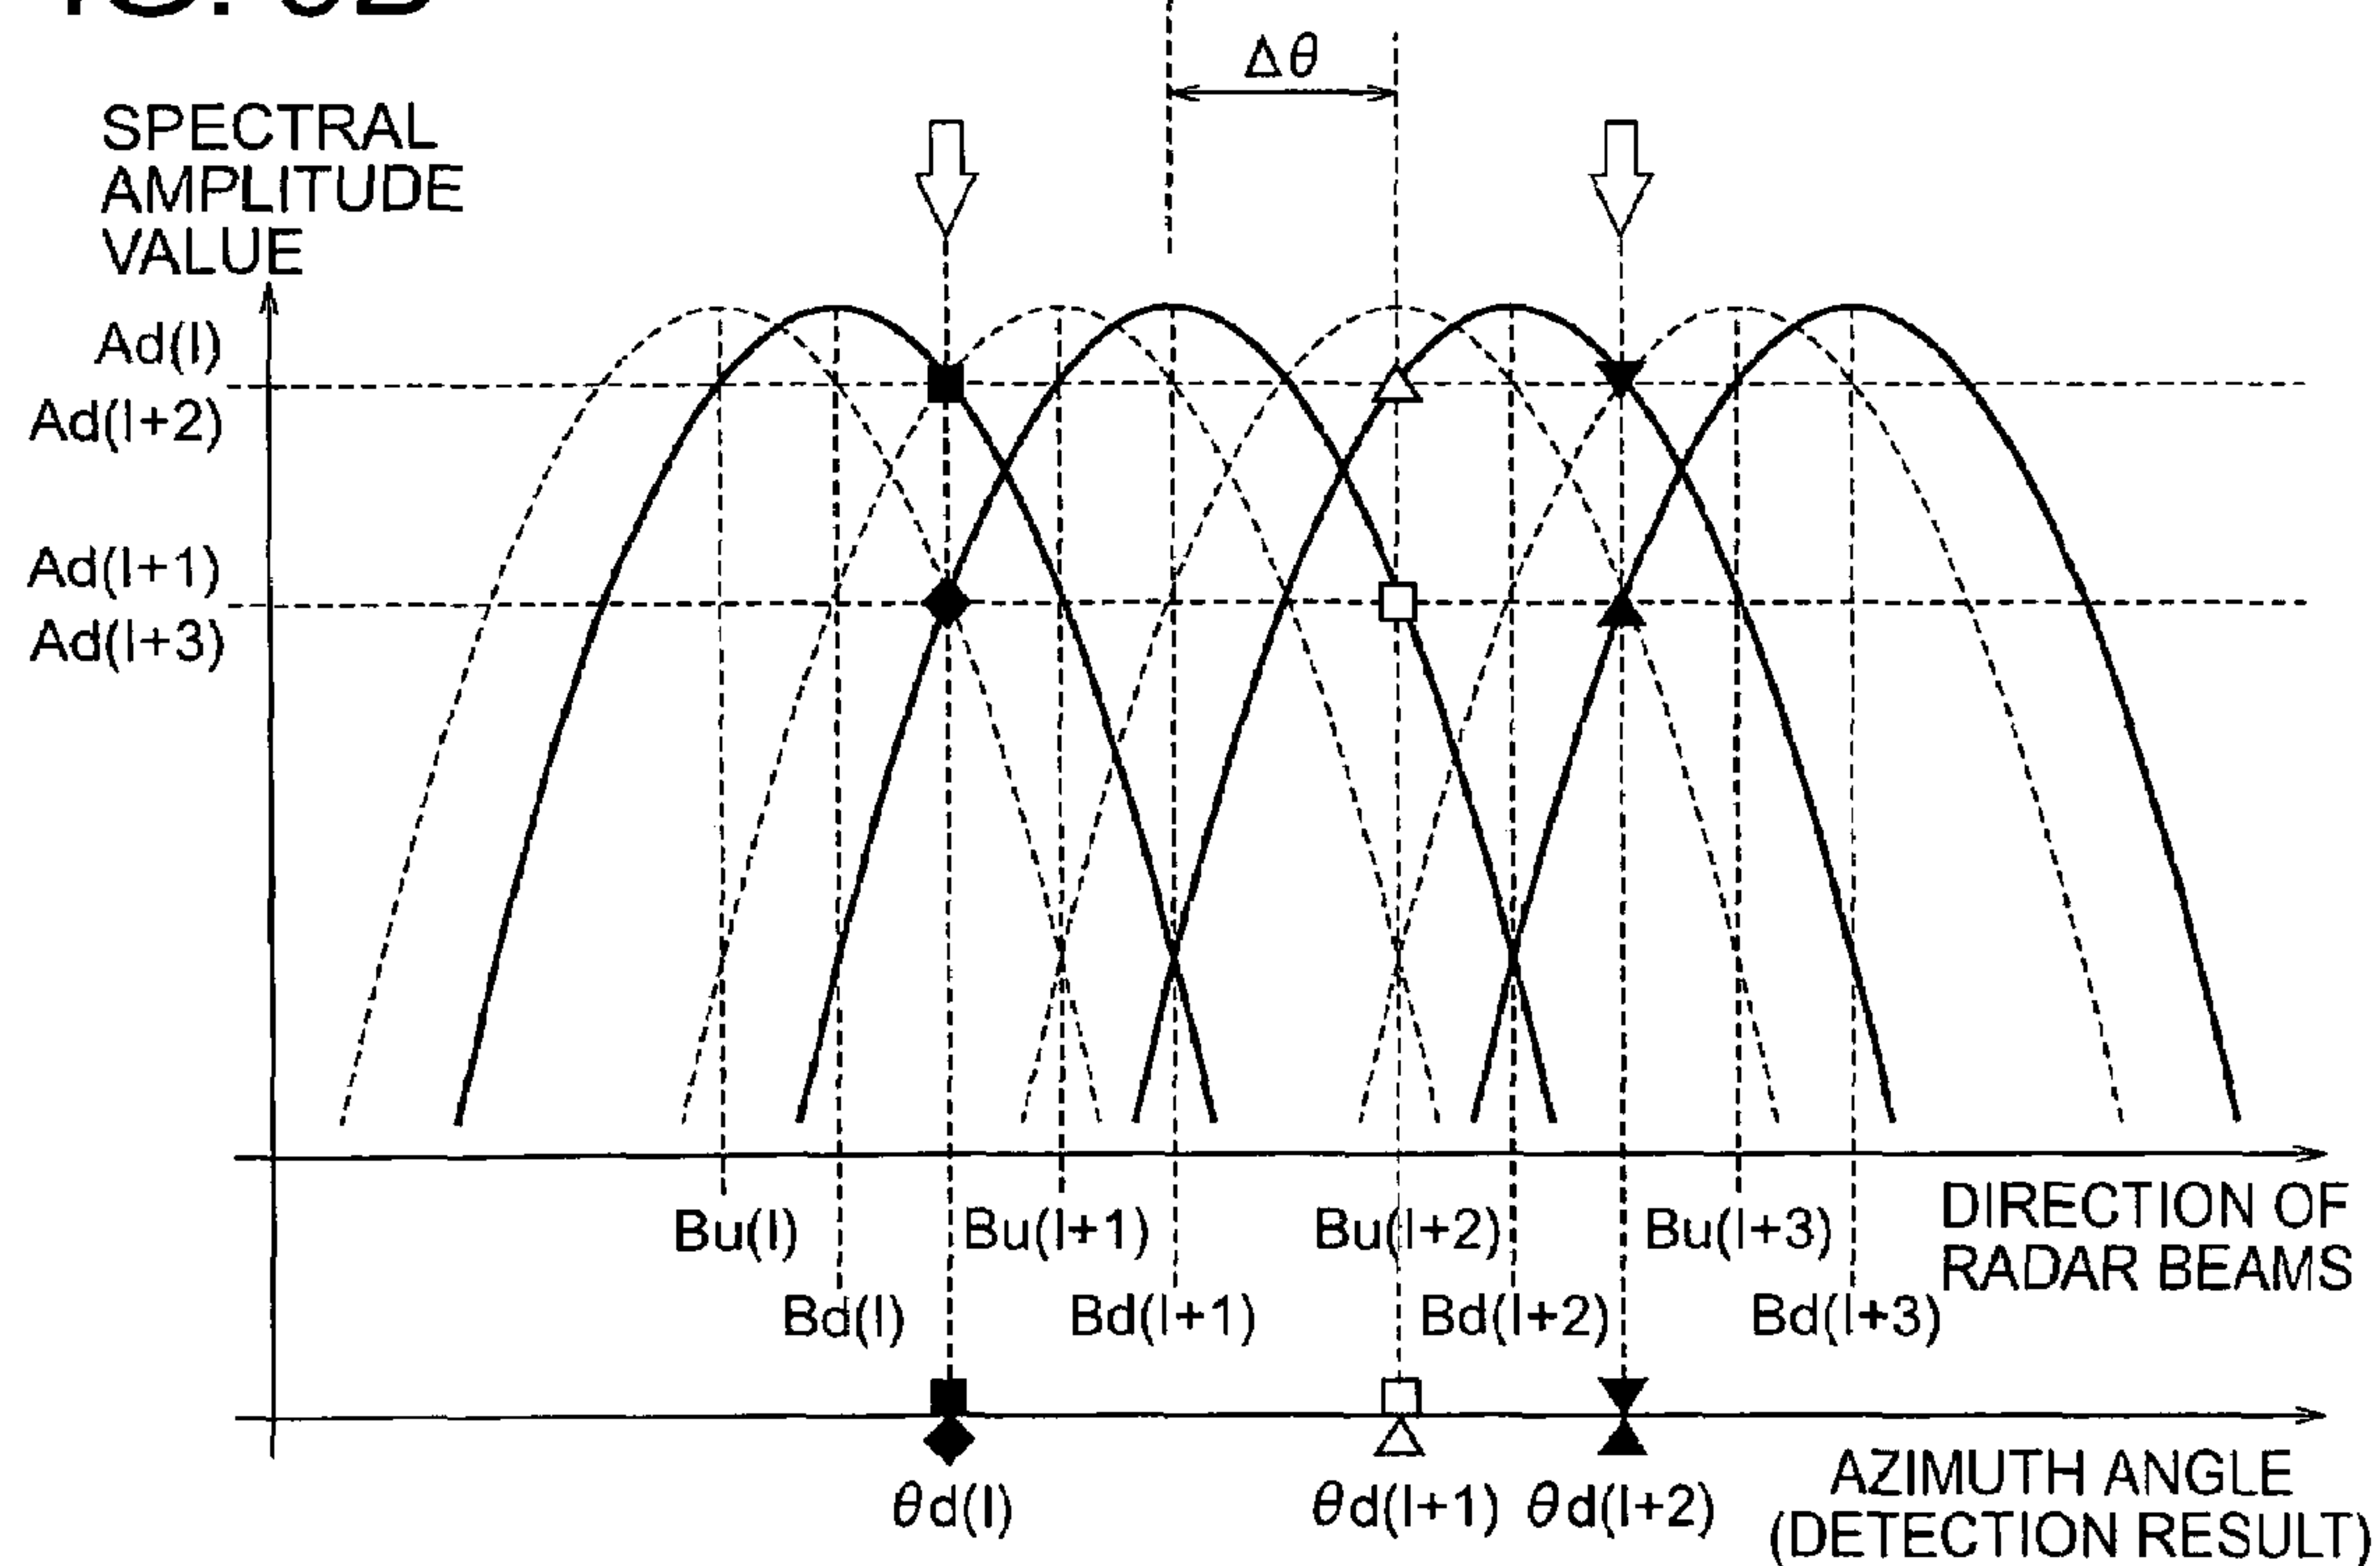 Δθ
SPECTRAL
AMPLITUDE
VALUE
Ad(I)
Ad(I+2)
Ad(I+1)
Ad(I+3)
Bu(I)
Bu(I+1)
Bu(I+2)
Bu(I+3)
DIRECTION OF
RADAR BEAMS
Bd(I)
Bd(I+1)
Bd(I+2)
Bd(I+3)
θd(I)
θd(I+1)
θd(I+2)
AZIMUTH ANGLE
(DETECTION RESULT)